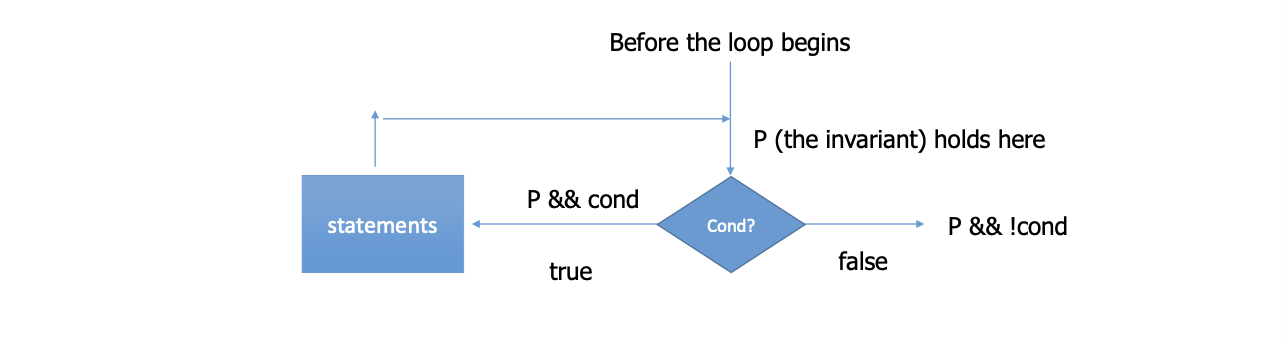 Before the loop begins
P (the invariant) holds here
P && cond
statements
Cond?
P && !cond
true
false